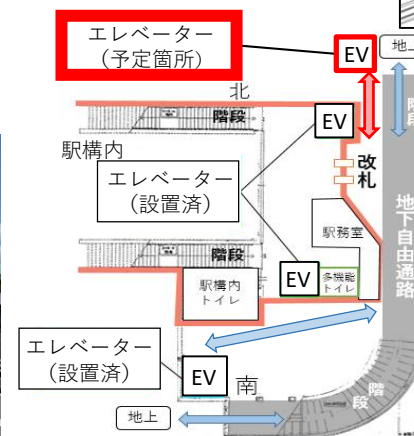 エレベーター
（予定箇所）
EV
地上
北
階段
階段
EV
駅構内
改札
エレベーター
（設置済）
駅務室
地下自由通路
階段
EV
多機能
トイレ
駅構内
トイレ
エレベーター
（設置済）
EV
南
階段
地上